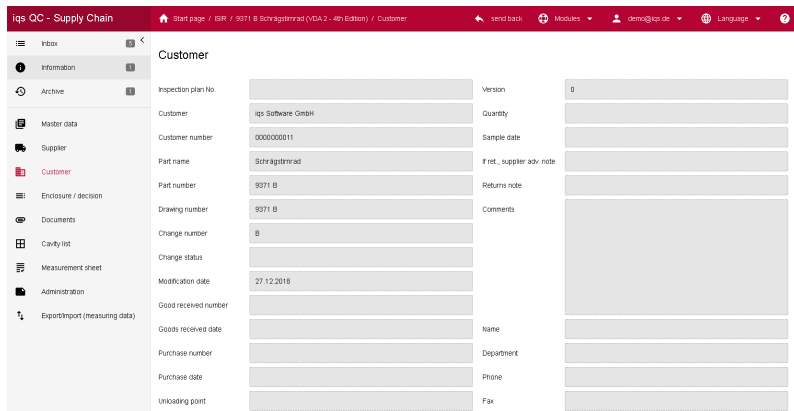 iqs QC - Supply Chain
Start page / ISIR / 9371 B Schrägstirnrad (VDA 2 - 4th Edition) / Customer
send back
Modules
demo@iqs.de
Language
?
Inbox 5
Information 1
Archive 1
Master data
Supplier
Customer
Enclosure / decision
Documents
Cavity list
Measurement sheet
Administration
Export/Import (measuring data)
Customer
Inspection plan No.
Customer iqs Software GmbH
Customer number 0000000011
Part name Schrägstirnrad
Part number 9371 B
Drawing number 9371 B
Change number B
Change status
Modification date 27.12.2018
Good received number
Goods received date
Purchase number
Purchase date
Unloading point
Version 0
Quantity
Sample date
If ret., supplier adv. note
Returns note
Comments
Name
Department
Phone
Fax